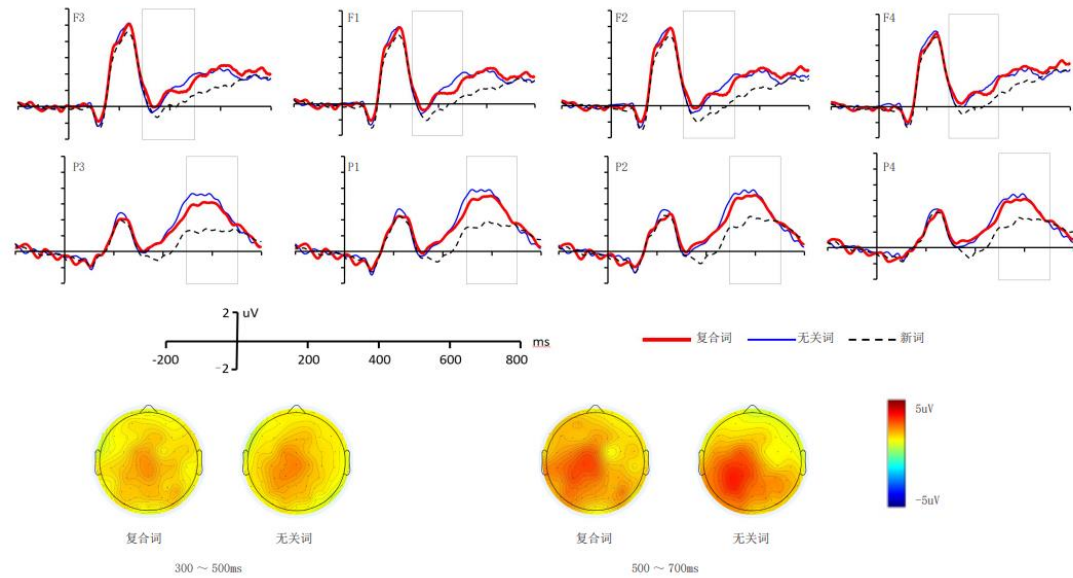 F3 F1 F2 F4
P3 P1 P2 P4
2 uV
ms
-200 200 400 600 800
-2
复合词 无关词 新词
5uV
-5uV
复合词 无关词 复合词 无关词
300 ~ 500ms 500 ~ 700ms